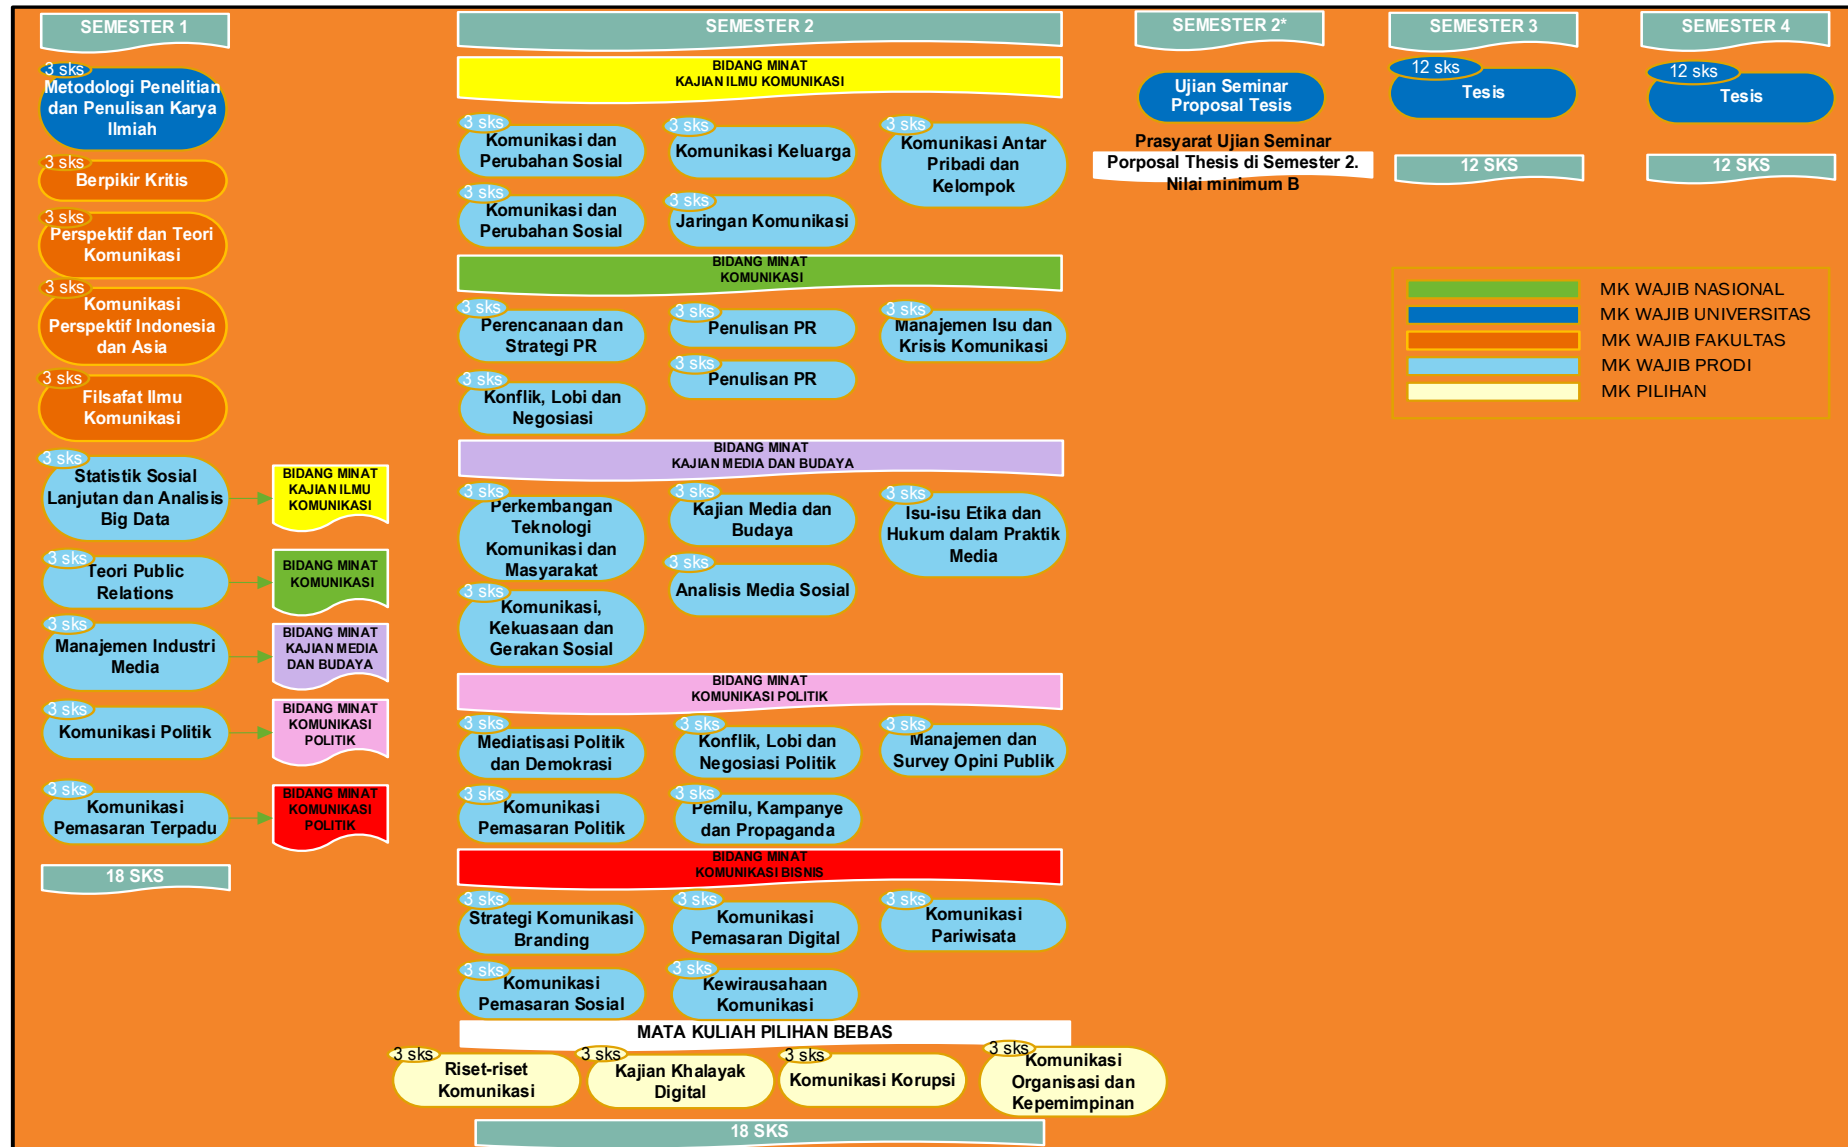 SEMESTER 1
3 sks
Metodologi Penelitian
dan Penulisan Karya
Ilmiah
3 sks
Berpikir Kritis
3 sks
Perspektif dan Teori
Komunikasi
3 sks
Komunikasi
Perspektif Indonesia
dan Asia
3 sks
Filsafat Ilmu
Komunikasi
3 sks
Statistik Sosial
Lanjutan dan Analisis
Big Data
BIDANG MINAT
KAJIAN ILMU
KOMUNIKASI
3 sks
Teori Public
Relations
BIDANG MINAT
KOMUNIKASI
3 sks
Manajemen Industri
Media
BIDANG MINAT
KAJIAN MEDIA
DAN BUDAYA
3 sks
Komunikasi Politik
BIDANG MINAT
KOMUNIKASI
POLITIK
3 sks
Komunikasi
Pemasaran Terpadu
BIDANG MINAT
KOMUNIKASI
POLITIK
18 SKS
SEMESTER 2
BIDANG MINAT
KAJIAN ILMU KOMUNIKASI
3 sks
Komunikasi dan
Perubahan Sosial
3 sks
Komunikasi Keluarga
3 sks
Komunikasi Antar
Pribadi dan
Kelompok
3 sks
Komunikasi dan
Perubahan Sosial
3 sks
Jaringan Komunikasi
BIDANG MINAT
KOMUNIKASI
3 sks
Perencanaan dan
Strategi PR
3 sks
Penulisan PR
3 sks
Manajemen Isu dan
Krisis Komunikasi
3 sks
Penulisan PR
3 sks
Konflik, Lobi dan
Negosiasi
BIDANG MINAT
KAJIAN MEDIA DAN BUDAYA
3 sks
Perkembangan
Teknologi
Komunikasi dan
Masyarakat
3 sks
Kajian Media dan
Budaya
3 sks
Isu-isu Etika dan
Hukum dalam Praktik
Media
3 sks
Analisis Media Sosial
3 sks
Komunikasi,
Kekuasaan dan
Gerakan Sosial
BIDANG MINAT
KOMUNIKASI POLITIK
3 sks
Mediatisasi Politik
dan Demokrasi
3 sks
Konflik, Lobi dan
Negosiasi Politik
3 sks
Manajemen dan
Survey Opini Publik
3 sks
Komunikasi
Pemasaran Politik
3 sks
Pemilu, Kampanye
dan Propaganda
BIDANG MINAT
KOMUNIKASI BISNIS
3 sks
Strategi Komunikasi
Branding
3 sks
Komunikasi
Pemasaran Digital
3 sks
Komunikasi
Pariwisata
3 sks
Komunikasi
Pemasaran Sosial
3 sks
Kewirausahaan
Komunikasi
MATA KULIAH PILIHAN BEBAS
3 sks
Riset-riset
Komunikasi
3 sks
Kajian Khalayak
Digital
3 sks
Komunikasi Korupsi
3 sks
Komunikasi
Organisasi dan
Kepemimpinan
18 SKS
SEMESTER 2*
Ujian Seminar
Proposal Tesis
Prasyarat Ujian Seminar
Porposal Thesis di Semester 2.
Nilai minimum B
SEMESTER 3
12 sks
Tesis
12 SKS
SEMESTER 4
12 sks
Tesis
12 SKS
MK WAJIB NASIONAL
MK WAJIB UNIVERSITAS
MK WAJIB FAKULTAS
MK WAJIB PRODI
MK PILIHAN